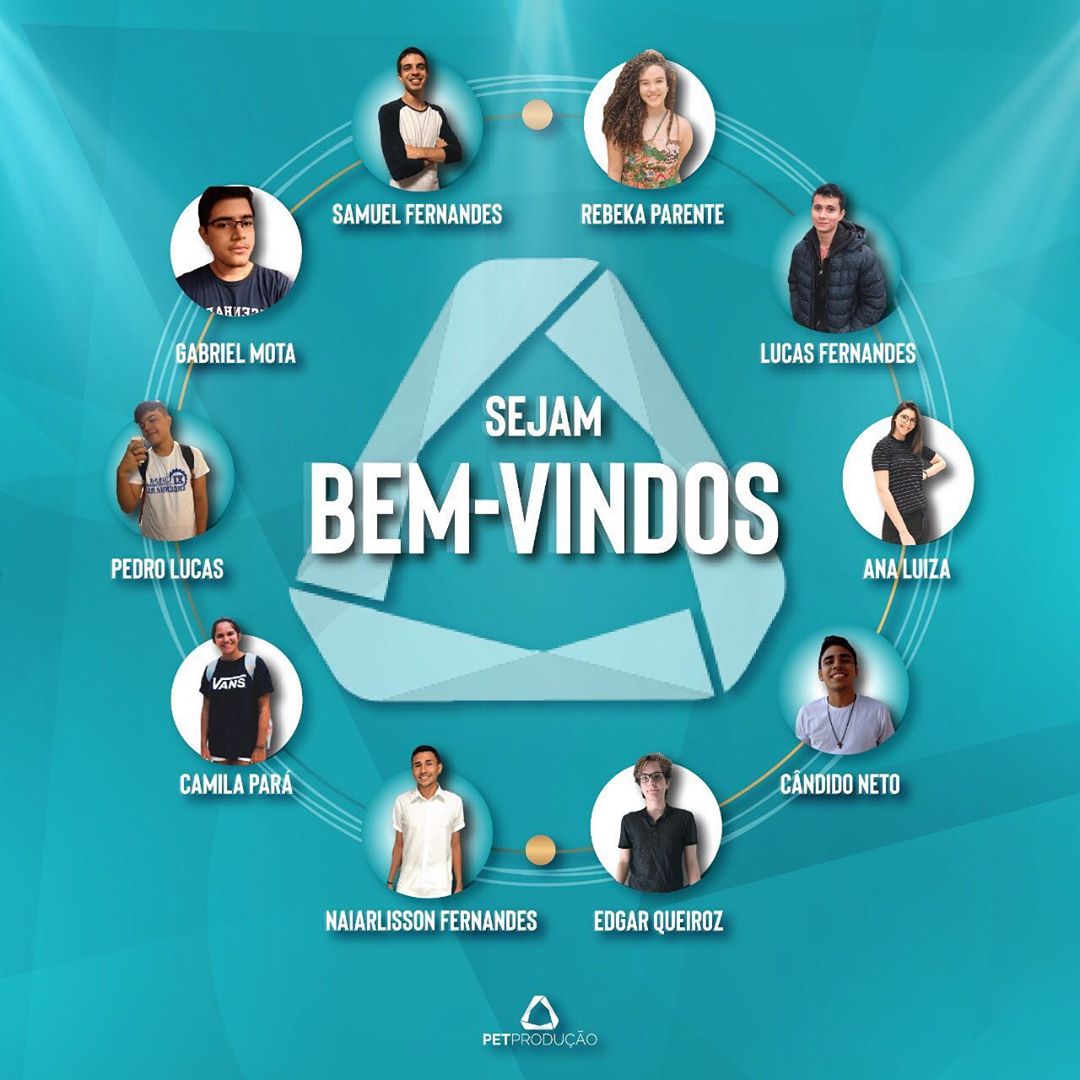 SAMUEL FERNANDES
REBEKA PARENTE
GABRIEL MOTA
LUCAS FERNANDES
SEJAM
BEM-VINDOS
PEDRO LUCAS
ANA LUIZA
VANS
CAMILA PARÁ
CÂNDIDO NETO
NAIARLISSON FERNANDES
EDGAR QUEIROZ
PETPRODUÇÃO